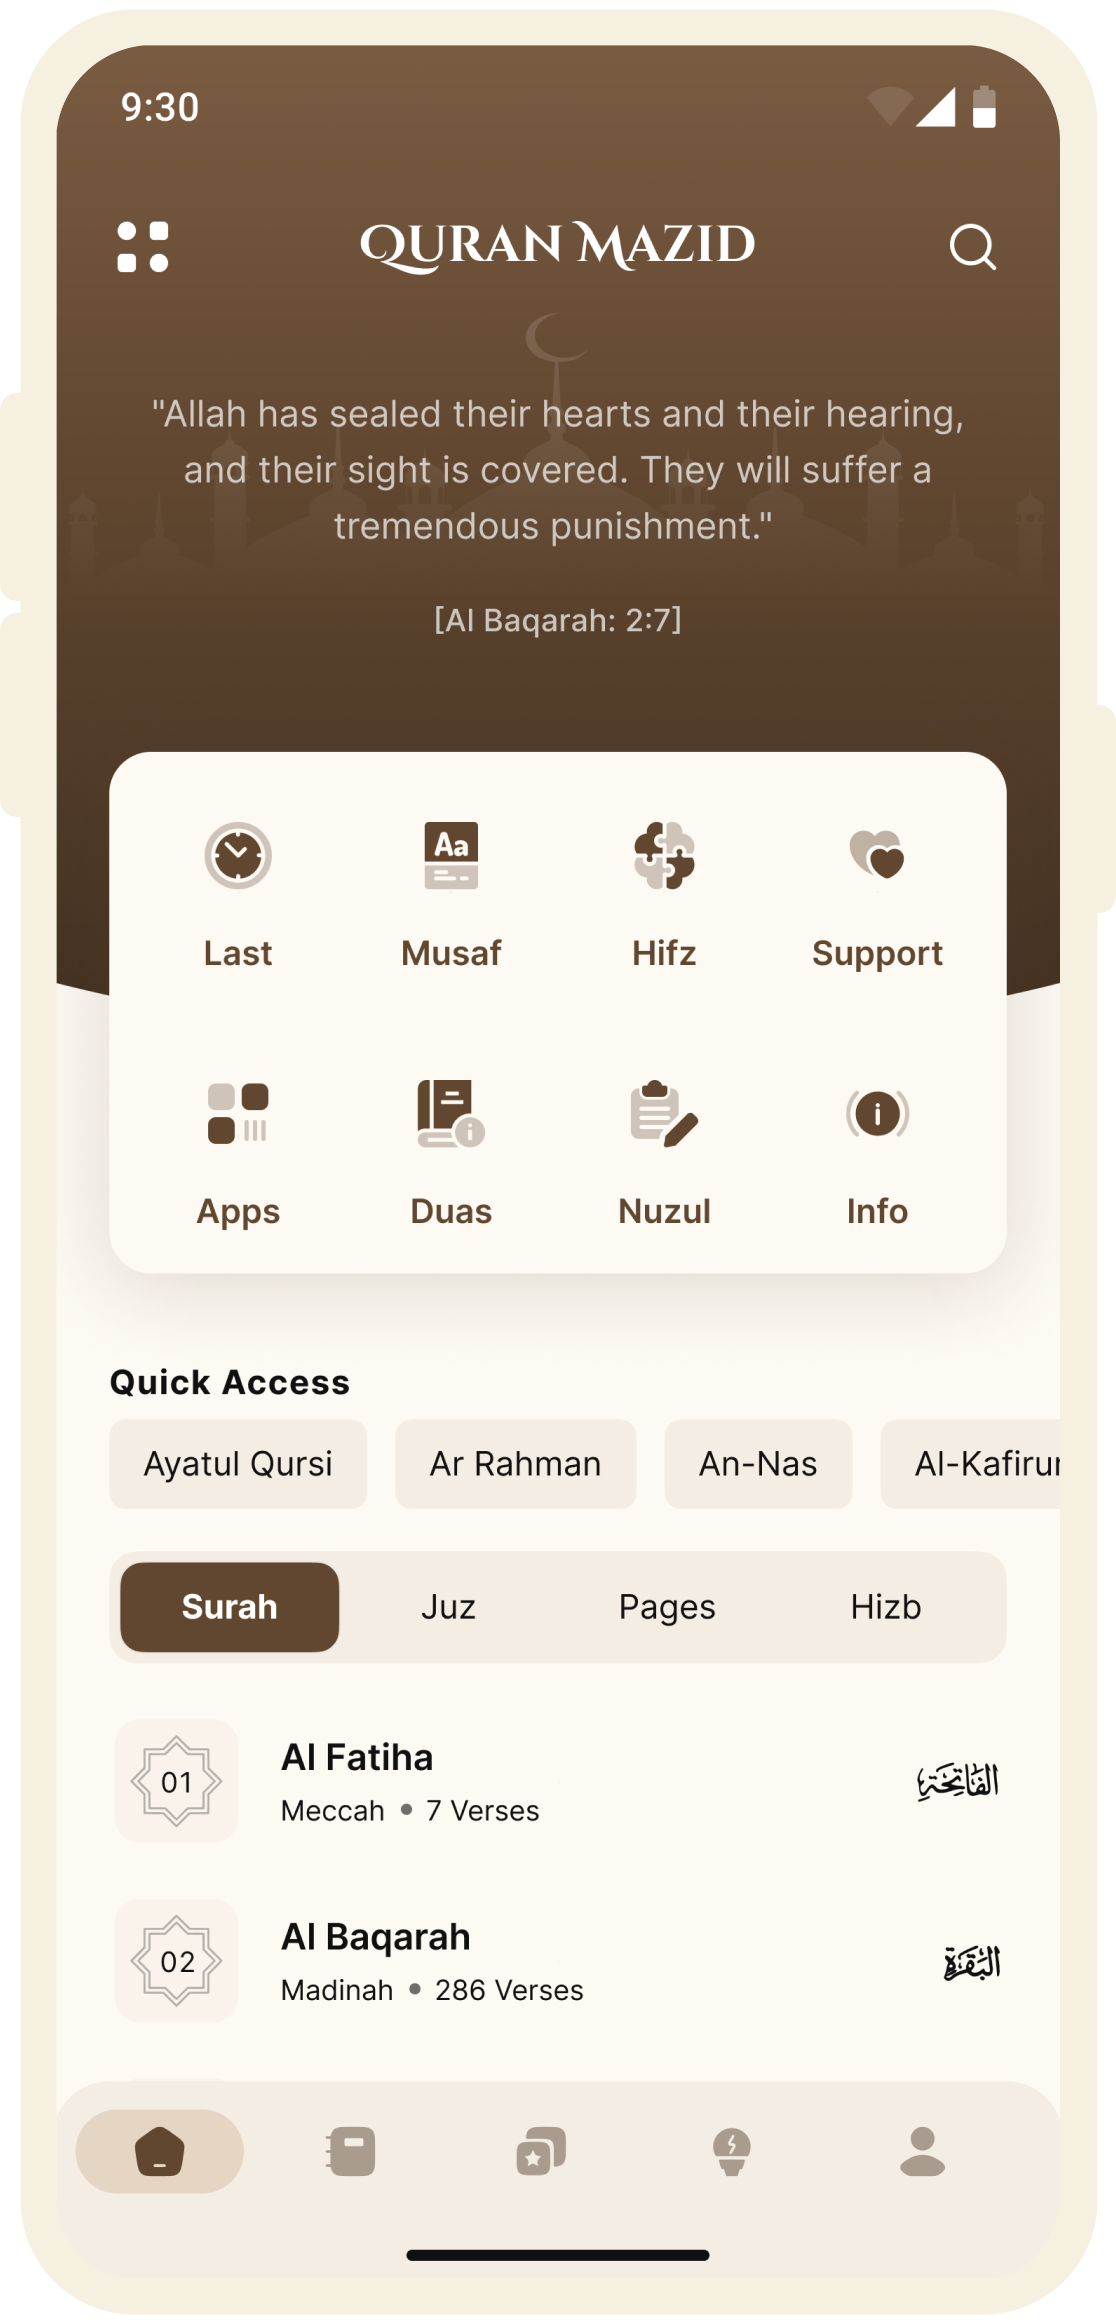 9:30
QURAN MAZID
"Allah has sealed their hearts and their hearing,
and their sight is covered. They will suffer a
tremendous punishment."
[Al Baqarah: 2:7]
Aa
Last
Musaf
Hifz
Support
Apps
Duas
Nuzul
Info
Quick Access
Ayatul Qursi
Ar Rahman
An-Nas
Al-Kafirun
Surah
Juz
Pages
Hizb
01
Al Fatiha
Meccah • 7 Verses
الفَاتِحَةِ
02
Al Baqarah
Madinah • 286 Verses
البَقَرَةِ